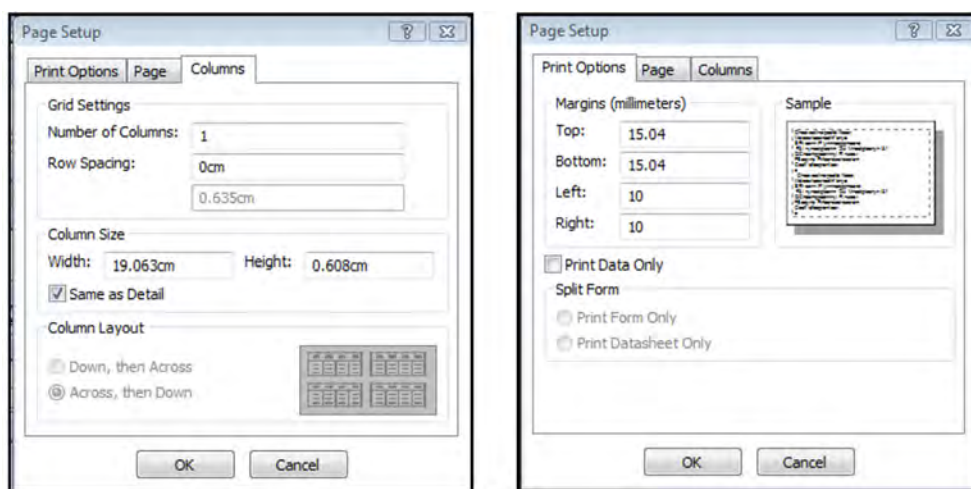 Page Setup
Print Options Page Columns
Grid Settings
Number of Columns: 1
Row Spacing: 0cm
0.635cm
Column Size
Width: 19.063cm Height: 0.608cm
Same as Detail
Column Layout
Down, then Across
Across, then Down
OK Cancel
Page Setup
Print Options Page Columns
Margins (millimeters)
Top: 15.04
Bottom: 15.04
Left: 10
Right: 10
Sample
Print Data Only
Split Form
Print Form Only
Print Datasheet Only
OK Cancel